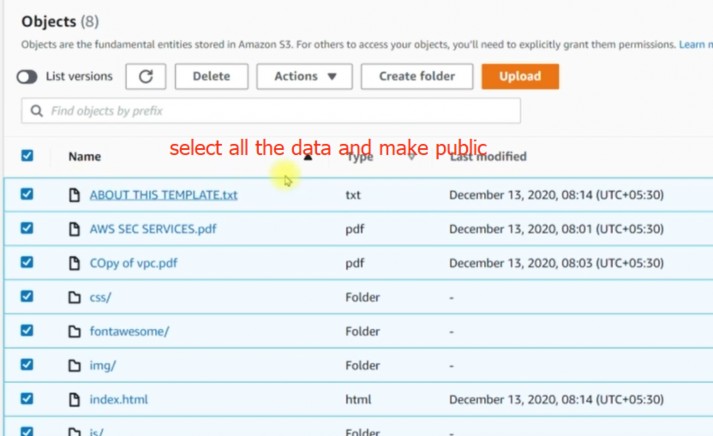 Objects (8)
Objects are the fundamental entities stored in Amazon S3. For others to access your objects, you'll need to explicitly grant them permissions. Learn
List versions Delete Actions ▼ Create folder Upload
Find objects by prefix
select all the data and make public
Name Type Last modified
ABOUT THIS TEMPLATE.txt txt December 13, 2020, 08:14 (UTC+05:30)
AWS SEC SERVICES.pdf pdf December 13, 2020, 08:01 (UTC+05:30)
COpy of vpc.pdf pdf December 13, 2020, 08:03 (UTC+05:30)
css/ Folder -
fontawesome/ Folder -
img/ Folder -
index.html html December 13, 2020, 08:14 (UTC+05:30)
js/ Folder